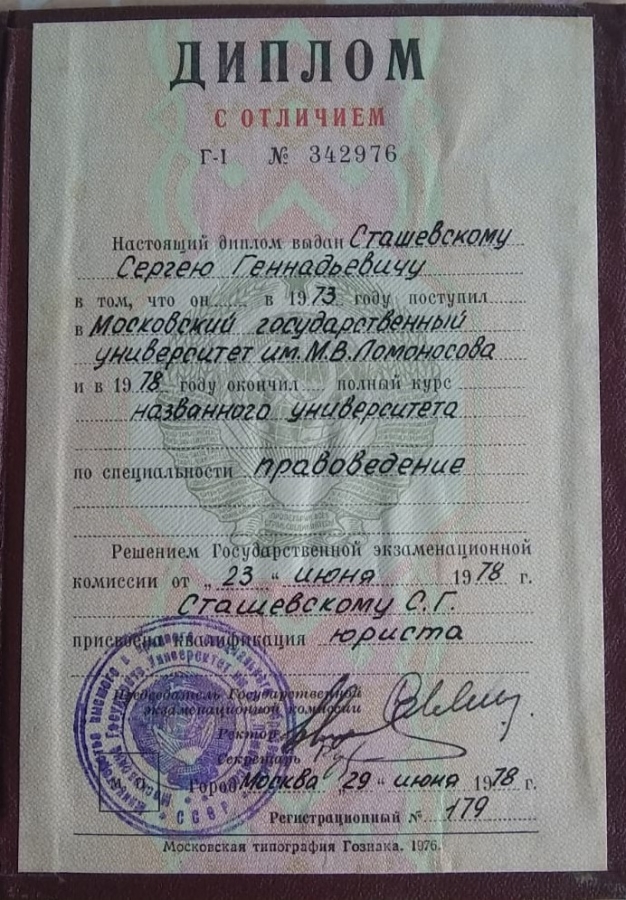 ДИПЛОМ
С ОТЛИЧИЕМ
Г-I № 342976
Настоящий диплом выдан Сташевскому
Сергею Геннадьевичу
в том, что он в 1973 году поступил
в Московский государственный
университет им. М.В. Ломоносова
и в 1978 году окончил полный курс
названного университета
по специальности правоведение
Решением Государственной экзаменационной
комиссии от „23“ июня 1978 г.
Сташевскому С.Г.
присвоена квалификация юриста
Председатель Государственной
экзаменационной комиссии
Ректор
Секретарь
Город Москва „29“ июня 1978 г.
Регистрационный № 179
Московская типография Гознака. 1976.
СССР